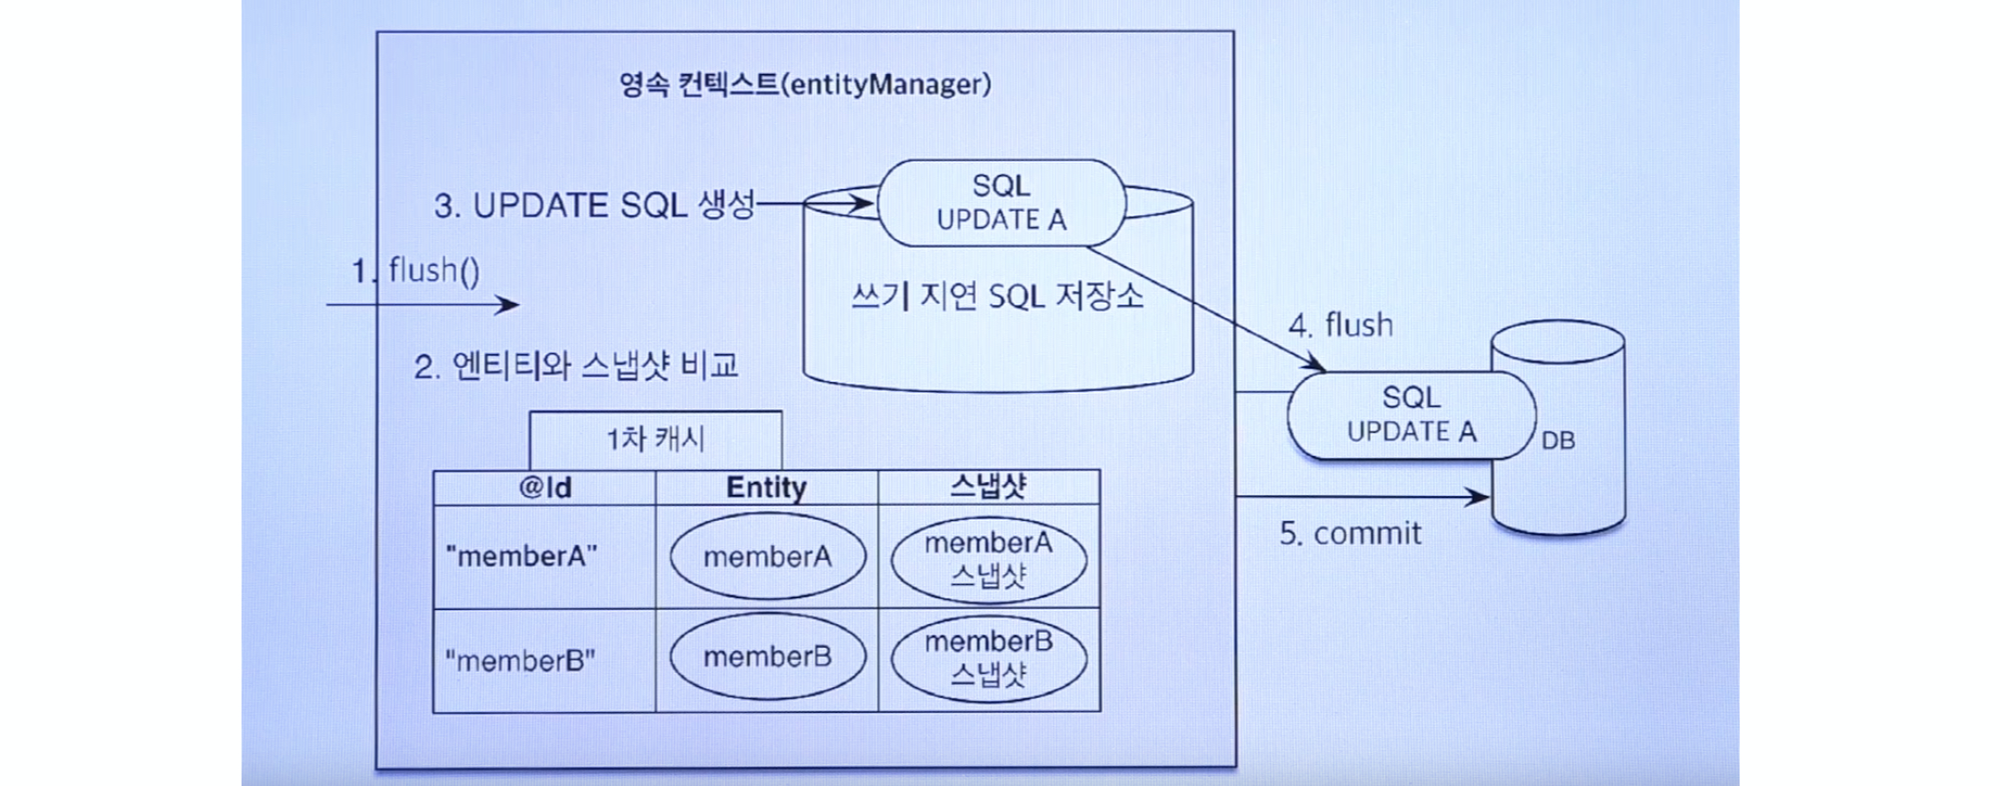 영속 컨텍스트(entityManager)
3. UPDATE SQL 생성
SQL
UPDATE A
1. flush()
쓰기 지연 SQL 저장소
4. flush
2. 엔티티와 스냅샷 비교
SQL
UPDATE A
DB
1차 캐시
@Id Entity 스냅샷
5. commit
"memberA" memberA memberA
스냅샷
"memberB" memberB memberB
스냅샷